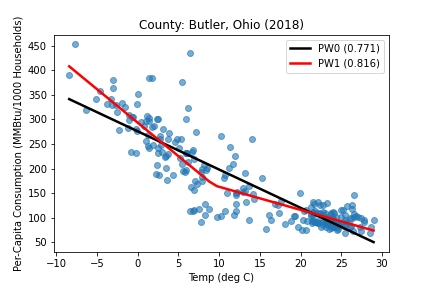 County: Butler, Ohio (2018)
Per-Capita Consumption (MMBtu/1000 Households)
450
400
350
300
250
200
150
100
50
PW0 (0.771)
PW1 (0.816)
−10 −5 0 5 10 15 20 25 30
Temp (deg C)